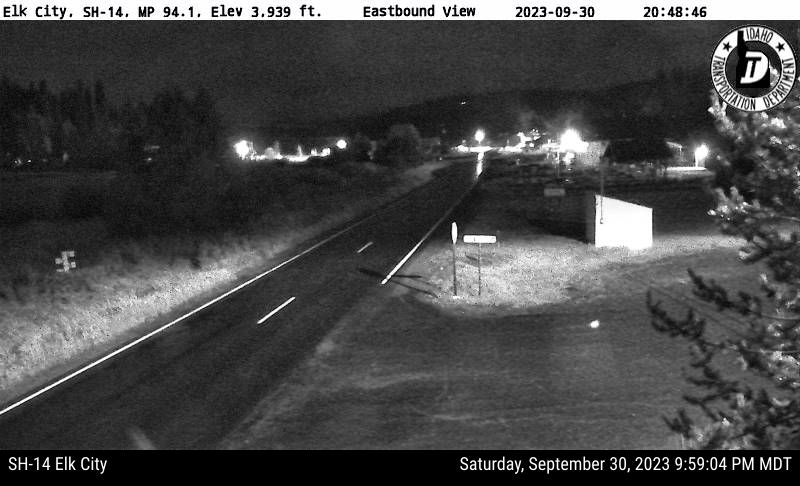 Elk City, SH-14, MP 94.1, Elev 3,939 ft. Eastbound View 2023-09-30 20:48:46
IDAHO
TRANSPORTATION DEPARTMENT
SH-14 Elk City Saturday, September 30, 2023 9:59:04 PM MDT